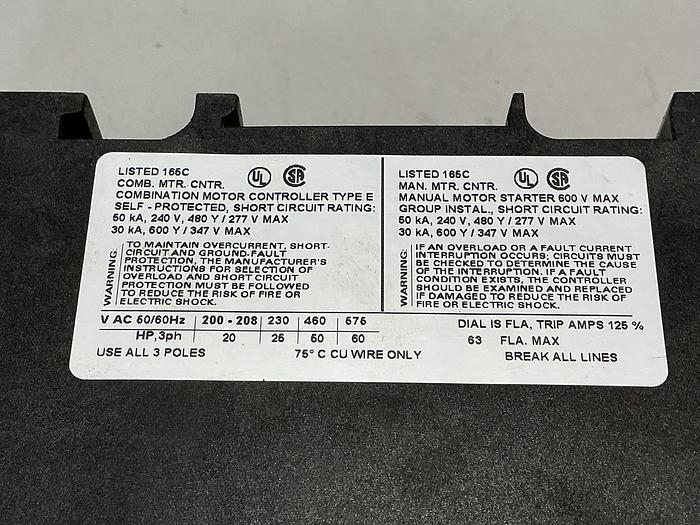 LISTED 165C UL SA
COMB. MTR. CNTR.
COMBINATION MOTOR CONTROLLER TYPE E
SELF - PROTECTED, SHORT CIRCUIT RATING:
50 kA, 240 V, 480 Y / 277 V MAX
30 kA, 600 Y / 347 V MAX
WARNING:
TO MAINTAIN OVERCURRENT, SHORT-
CIRCUIT AND GROUND-FAULT
PROTECTION, THE MANUFACTURER'S
INSTRUCTIONS FOR SELECTION OF
OVERLOAD AND SHORT CIRCUIT
PROTECTION MUST BE FOLLOWED
TO REDUCE THE RISK OF FIRE OR
ELECTRIC SHOCK.
LISTED 165C UL SA
MAN. MTR. CNTR.
MANUAL MOTOR STARTER 600 V MAX
GROUP INSTAL., SHORT CIRCUIT RATING:
50 kA, 240 V, 480 Y / 277 V MAX
30 kA, 600 Y / 347 V MAX
WARNING:
IF AN OVERLOAD OR A FAULT CURRENT
INTERRUPTION OCCURS; CIRCUITS MUST
BE CHECKED TO DETERMINE THE CAUSE
OF THE INTERRUPTION. IF A FAULT
CONDITION EXISTS, THE CONTROLLER
SHOULD BE EXAMINED AND REPLACED
IF DAMAGED TO REDUCE THE RISK OF
FIRE OR ELECTRIC SHOCK.
V AC 50/60Hz 200 - 208 230 460 575
HP,3ph 20 25 50 60
USE ALL 3 POLES 75° C CU WIRE ONLY
DIAL IS FLA, TRIP AMPS 125 %
63 FLA. MAX
BREAK ALL LINES